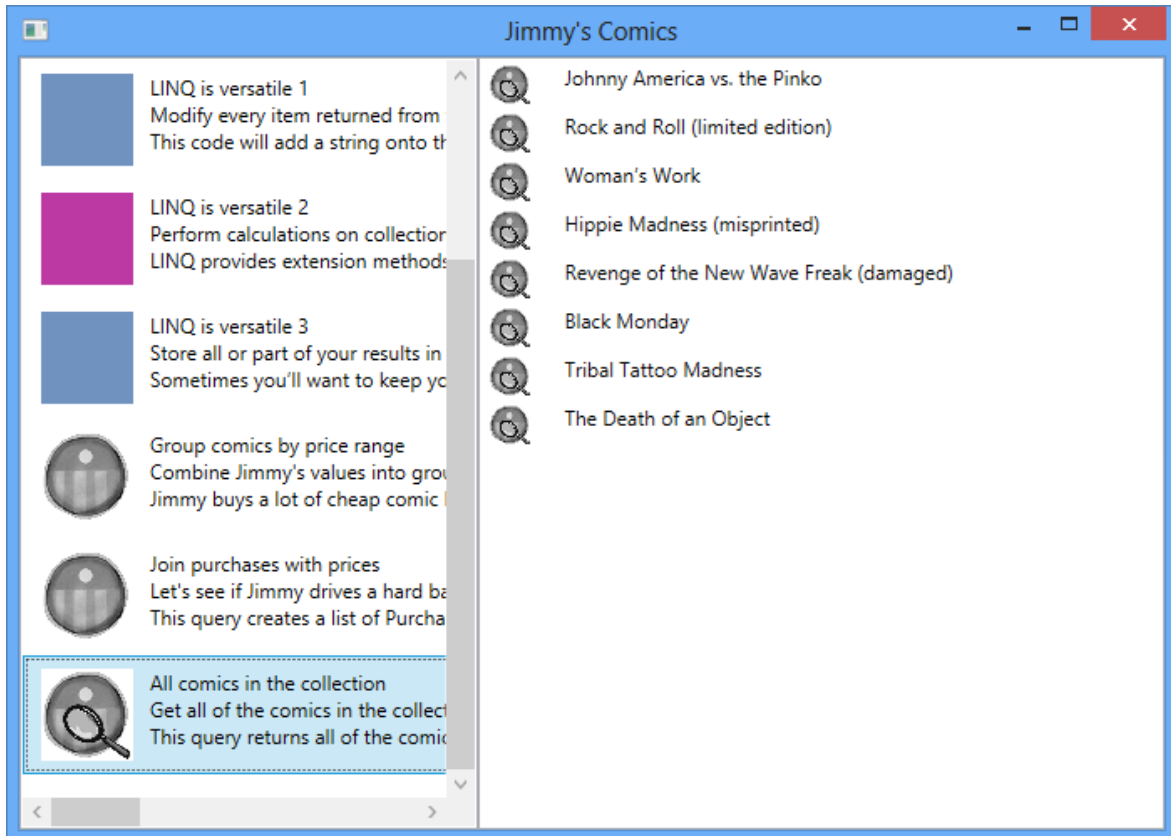 Jimmy's Comics
LINQ is versatile 1
Modify every item returned from
This code will add a string onto th
LINQ is versatile 2
Perform calculations on collection
LINQ provides extension methods
LINQ is versatile 3
Store all or part of your results in
Sometimes you'll want to keep yo
Group comics by price range
Combine Jimmy's values into grou
Jimmy buys a lot of cheap comic
Join purchases with prices
Let's see if Jimmy drives a hard ba
This query creates a list of Purcha
All comics in the collection
Get all of the comics in the collect
This query returns all of the comic
Johnny America vs. the Pinko
Rock and Roll (limited edition)
Woman's Work
Hippie Madness (misprinted)
Revenge of the New Wave Freak (damaged)
Black Monday
Tribal Tattoo Madness
The Death of an Object